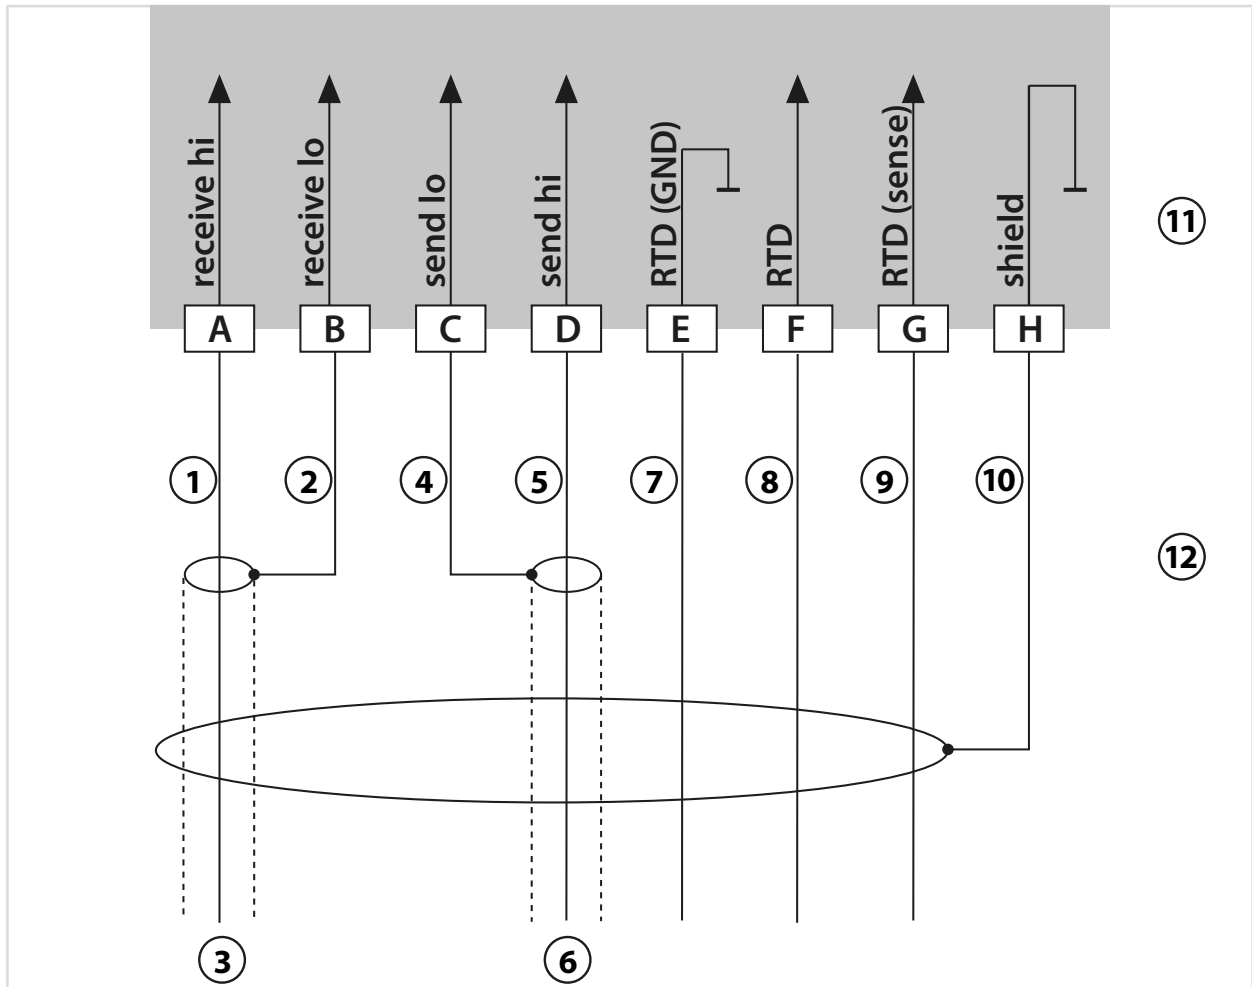 receive hi
receive lo
send lo
send hi
RTD (GND)
RTD
RTD (sense)
shield
11
A
B
C
D
E
F
G
H
1
2
4
5
7
8
9
10
12
3
6